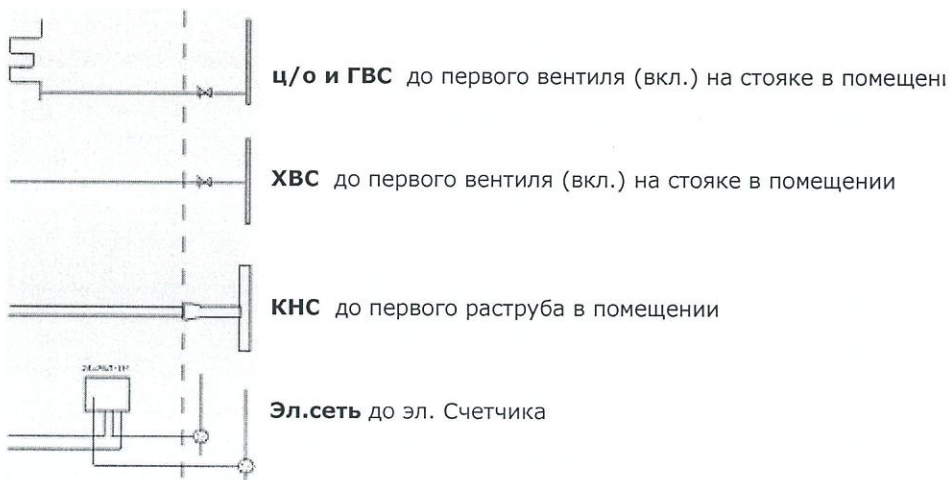 ц/о и ГВС до первого вентиля (вкл.) на стояке в помещені
ХВС до первого вентиля (вкл.) на стояке в помещении
КНС до первого раструба в помещении
Эл.сеть до эл. Счетчика